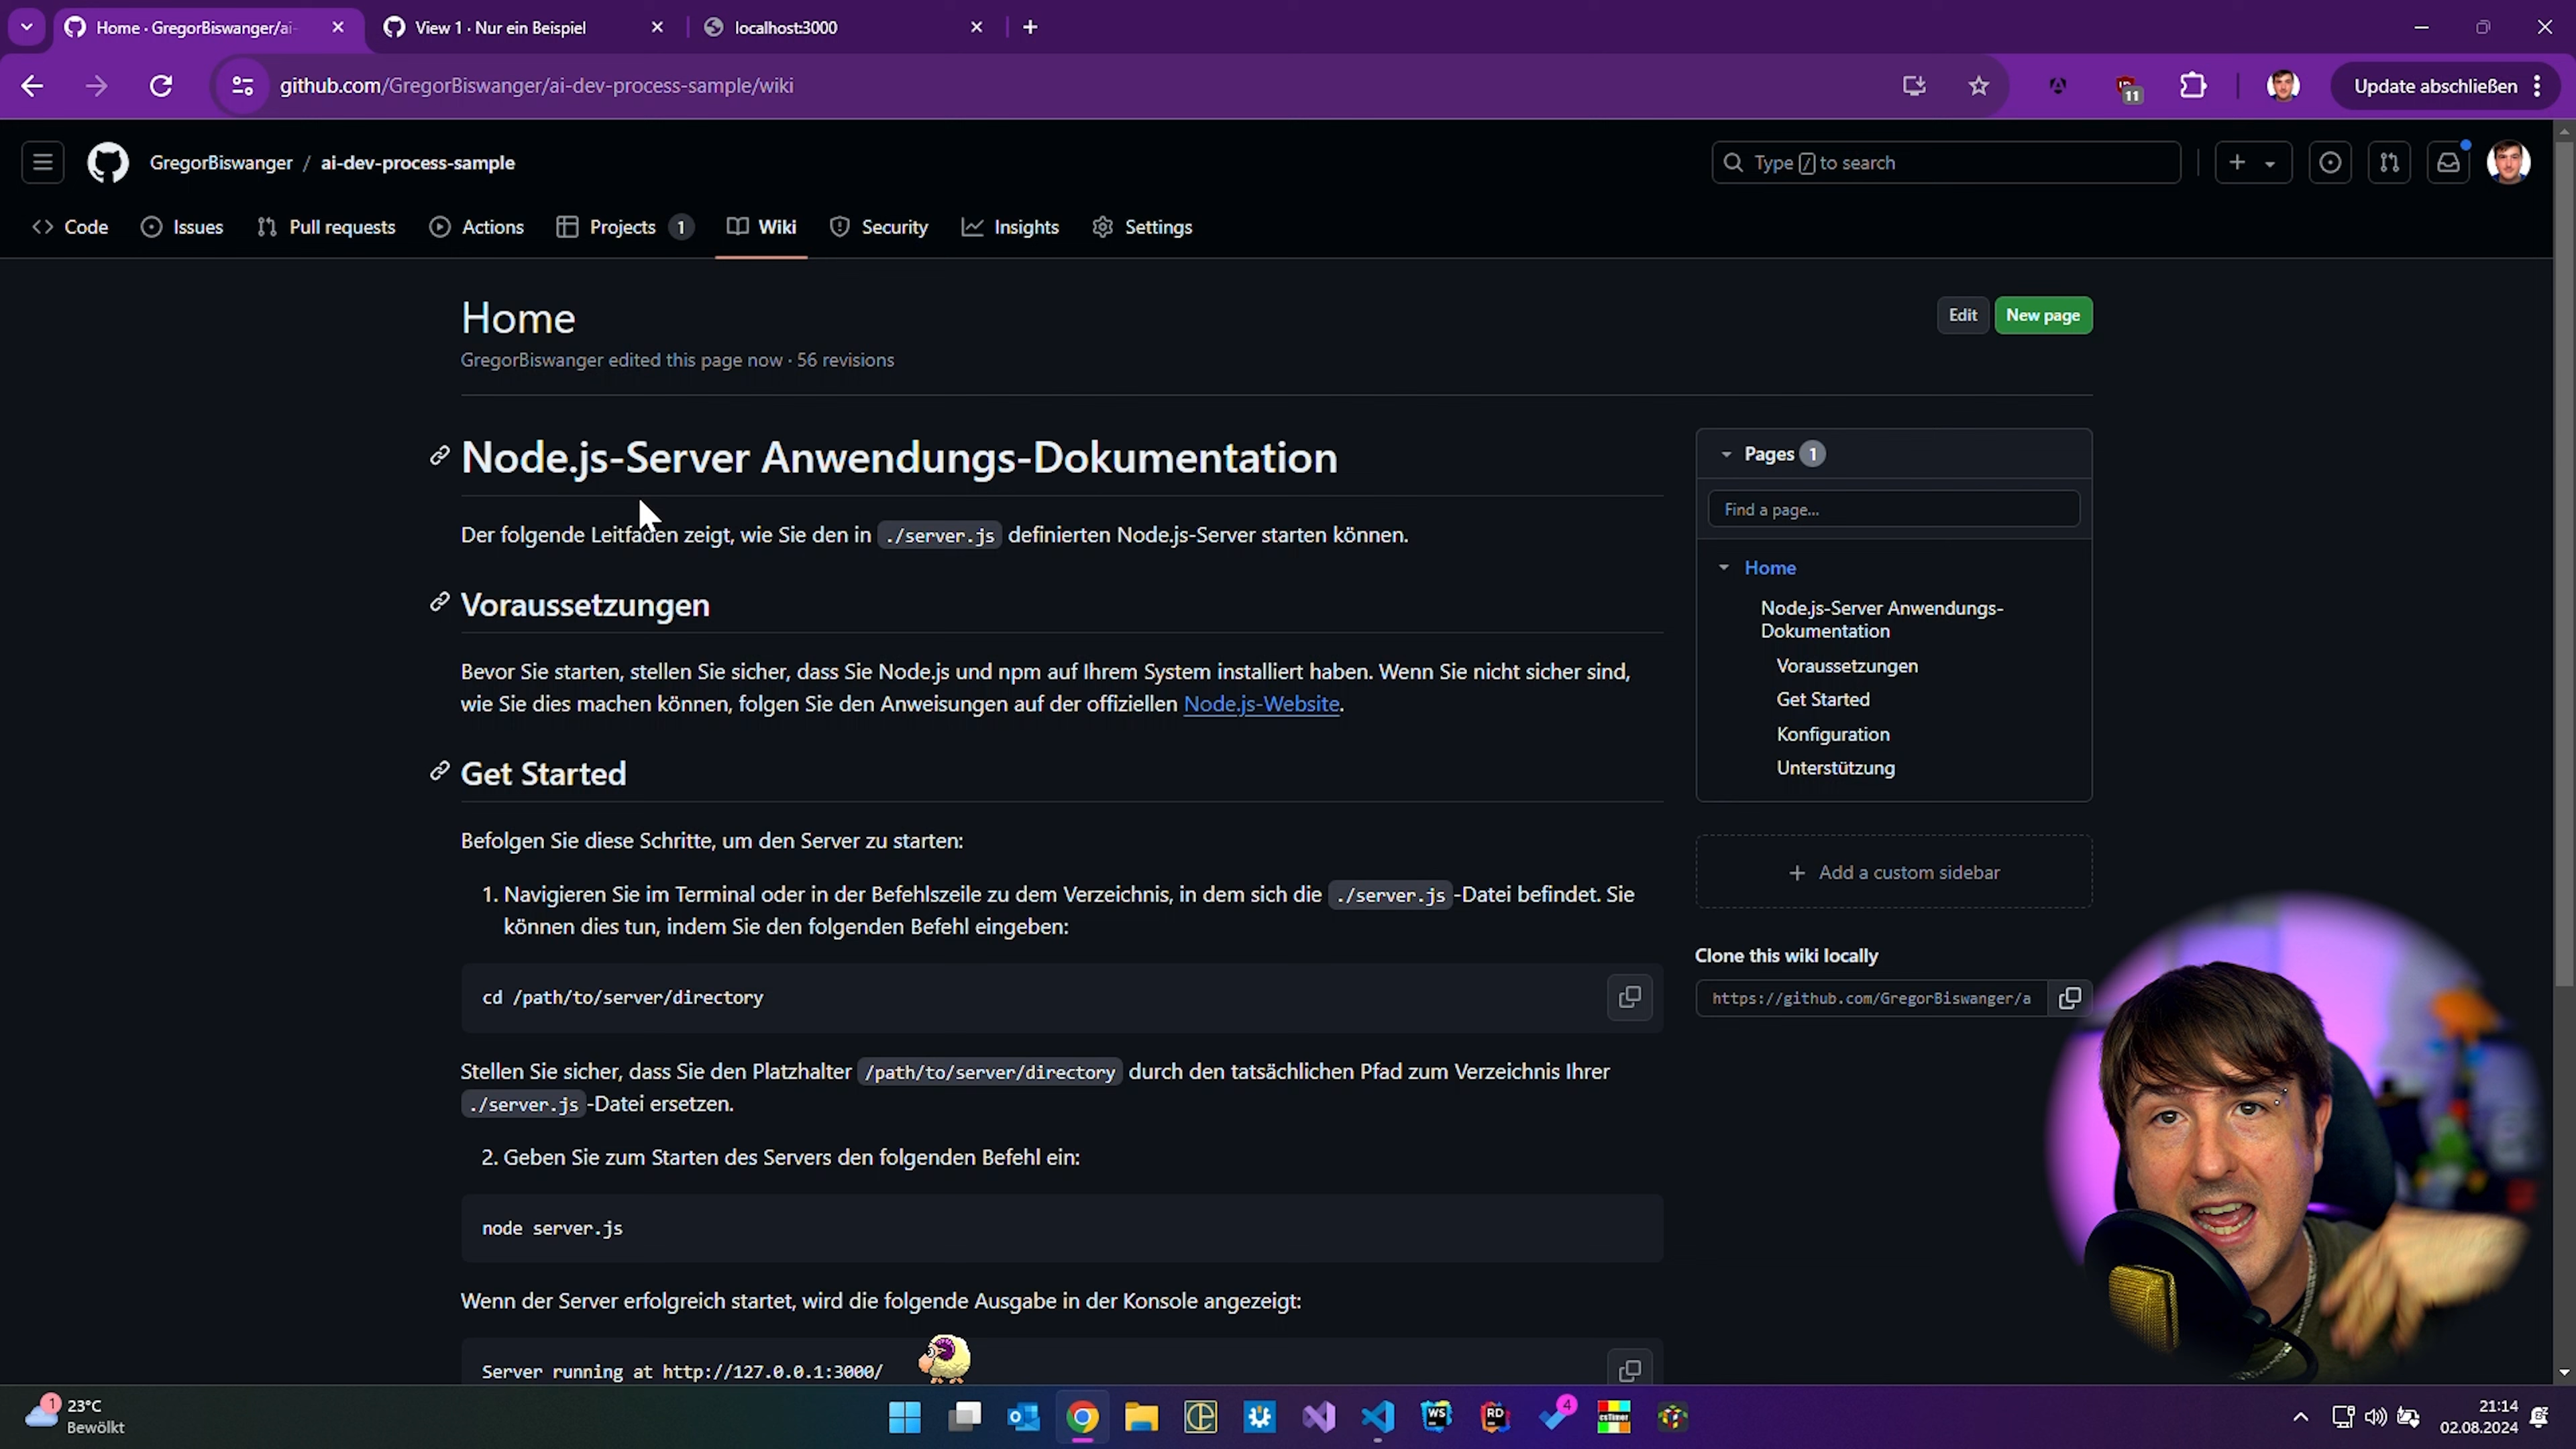 Home · GregorBiswanger/ai-
View 1 · Nur ein Beispiel
localhost:3000
github.com/GregorBiswanger/ai-dev-process-sample/wiki
11
Update abschließen
GregorBiswanger / ai-dev-process-sample
Type / to search
Code
Issues
Pull requests
Actions
Projects 1
Wiki
Security
Insights
Settings
Home
Edit
New page
GregorBiswanger edited this page now · 56 revisions
Node.js-Server Anwendungs-Dokumentation
Der folgende Leitfaden zeigt, wie Sie den in ./server.js definierten Node.js-Server starten können.
Voraussetzungen
Bevor Sie starten, stellen Sie sicher, dass Sie Node.js und npm auf Ihrem System installiert haben. Wenn Sie nicht sicher sind,
wie Sie dies machen können, folgen Sie den Anweisungen auf der offiziellen Node.js-Website.
Get Started
Befolgen Sie diese Schritte, um den Server zu starten:
1. Navigieren Sie im Terminal oder in der Befehlszeile zu dem Verzeichnis, in dem sich die ./server.js-Datei befindet. Sie
können dies tun, indem Sie den folgenden Befehl eingeben:
cd /path/to/server/directory
Stellen Sie sicher, dass Sie den Platzhalter /path/to/server/directory durch den tatsächlichen Pfad zum Verzeichnis Ihrer
./server.js-Datei ersetzen.
2. Geben Sie zum Starten des Servers den folgenden Befehl ein:
node server.js
Wenn der Server erfolgreich startet, wird die folgende Ausgabe in der Konsole angezeigt:
Server running at http://127.0.0.1:3000/
Pages 1
Find a page...
Home
Node.js-Server Anwendungs-
Dokumentation
Voraussetzungen
Get Started
Konfiguration
Unterstützung
Add a custom sidebar
Clone this wiki locally
https://github.com/GregorBiswanger/a
1
23°C
Bewölkt
WS
RD
4
csTimer
21:14
02.08.2024